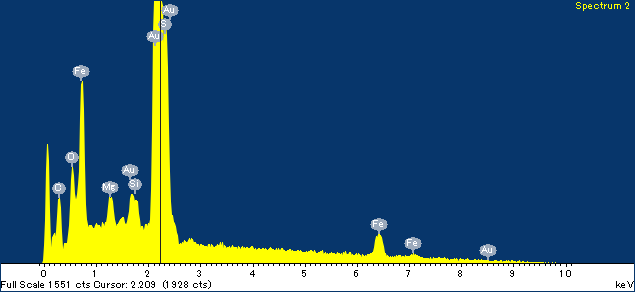 Spectrum 2
Au
S
Au
Fe
O
C
Au
Mg
Si
Fe
Fe
Au
0 1 2 3 4 5 6 7 8 9 10
Full Scale 1551 cts Cursor: 2.209 (1928 cts) keV